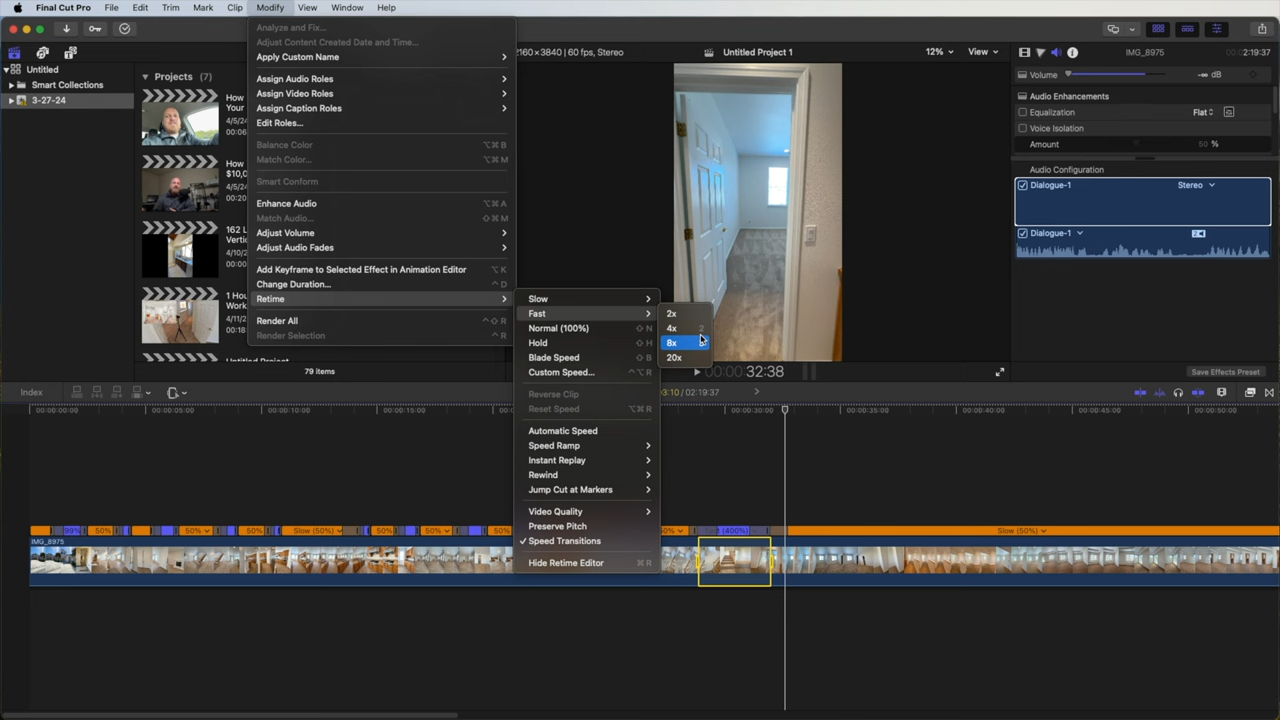 Final Cut Pro File Edit Trim Mark Clip Modify View Window Help
Analyze and Fix...
Adjust Content Created Date and Time...
Apply Custom Name
Assign Audio Roles
Assign Video Roles
Assign Caption Roles
Edit Roles...
Balance Color ⌥⌘B
Match Color... ⌥⌘M
Smart Conform
Enhance Audio ⌥⌘A
Match Audio... ⇧⌘M
Adjust Volume
Adjust Audio Fades
Add Keyframe to Selected Effect in Animation Editor ⌥K
Change Duration... ^D
Retime
Render All ^⇧R
Render Selection ^R
Slow
Fast
Normal (100%) ⇧N
Hold ⇧H
Blade Speed ⇧B
Custom Speed... ^⌥R
Reverse Clip
Reset Speed ⌥⌘R
Automatic Speed
Speed Ramp
Instant Replay
Rewind
Jump Cut at Markers
Video Quality
Preserve Pitch
✓ Speed Transitions
Hide Retime Editor ⌘R
2x
4x 2
8x
20x
Untitled
Smart Collections
3-27-24
Projects (7)
How
Your
4/5/24
00:06
How
$10,0
4/5/24
00:20
162 L
Verti
4/10/2
00:00
1 Hou
Work
4/11/2
00:18
79 items
2160x3840 | 60 fps, Stereo
Untitled Project 1
12%
View
00:00:32:38
IMG_8975
00:02:19:37
Volume -∞ dB
Audio Enhancements
Equalization Flat
Voice Isolation
Amount 50 %
Audio Configuration
Dialogue-1 Stereo
Dialogue-1
Save Effects Preset
Index
3:10 / 02:19:37
00:00:00:00 00:00:05:00 00:00:10:00 00:00:15:00 00:00:30:00 00:00:35:00 00:00:40:00 00:00:45:00 00:00:50:00
99% 50% 50% 50% Slow (50%) 50% 50% 50% (400%) Slow (50%)
IMG_8975